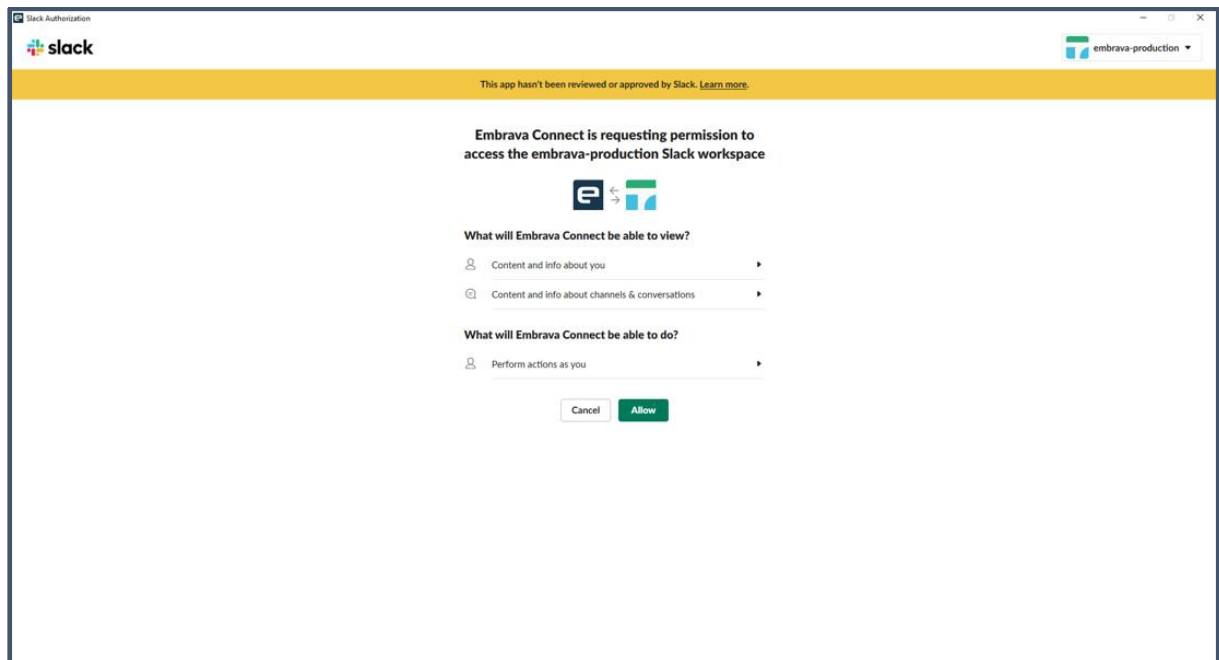 Slack Authorization
slack
embrava-production
This app hasn't been reviewed or approved by Slack. Learn more.
Embrava Connect is requesting permission to
access the embrava-production Slack workspace
e
What will Embrava Connect be able to view?
Content and info about you
Content and info about channels & conversations
What will Embrava Connect be able to do?
Perform actions as you
Cancel Allow